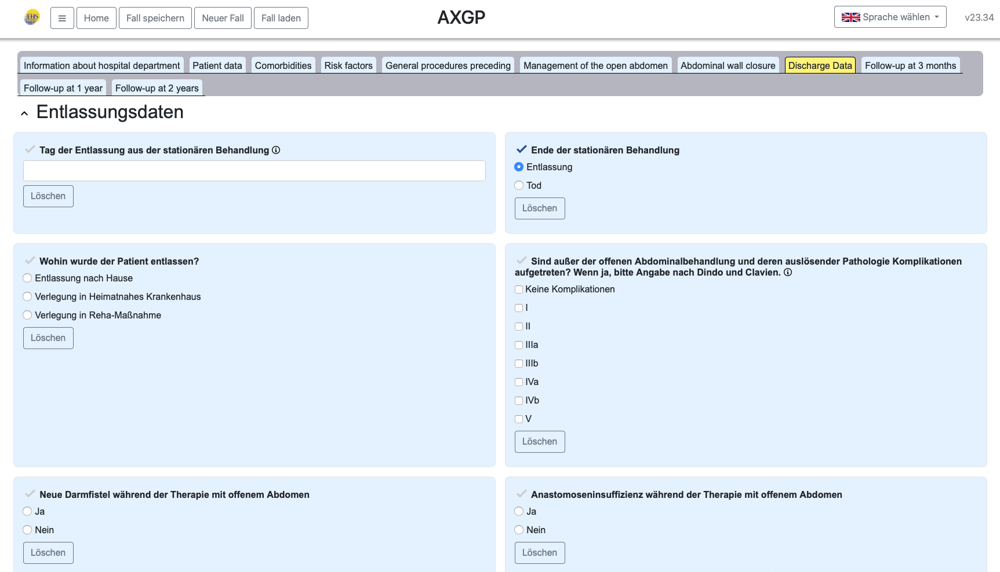 EHS
Home
Fall speichern
Neuer Fall
Fall laden
AXGP
Sprache wählen
v23.34
Information about hospital department
Patient data
Comorbidities
Risk factors
General procedures preceding
Management of the open abdomen
Abdominal wall closure
Discharge Data
Follow-up at 3 months
Follow-up at 1 year
Follow-up at 2 years
Entlassungsdaten
Tag der Entlassung aus der stationären Behandlung
Löschen
Ende der stationären Behandlung
Entlassung
Tod
Löschen
Wohin wurde der Patient entlassen?
Entlassung nach Hause
Verlegung in Heimatnahes Krankenhaus
Verlegung in Reha-Maßnahme
Löschen
Sind außer der offenen Abdominalbehandlung und deren auslösender Pathologie Komplikationen
aufgetreten? Wenn ja, bitte Angabe nach Dindo und Clavien.
Keine Komplikationen
I
II
IIIa
IIIb
IVa
IVb
V
Löschen
Neue Darmfistel während der Therapie mit offenem Abdomen
Ja
Nein
Löschen
Anastomoseninsuffizienz während der Therapie mit offenem Abdomen
Ja
Nein
Löschen